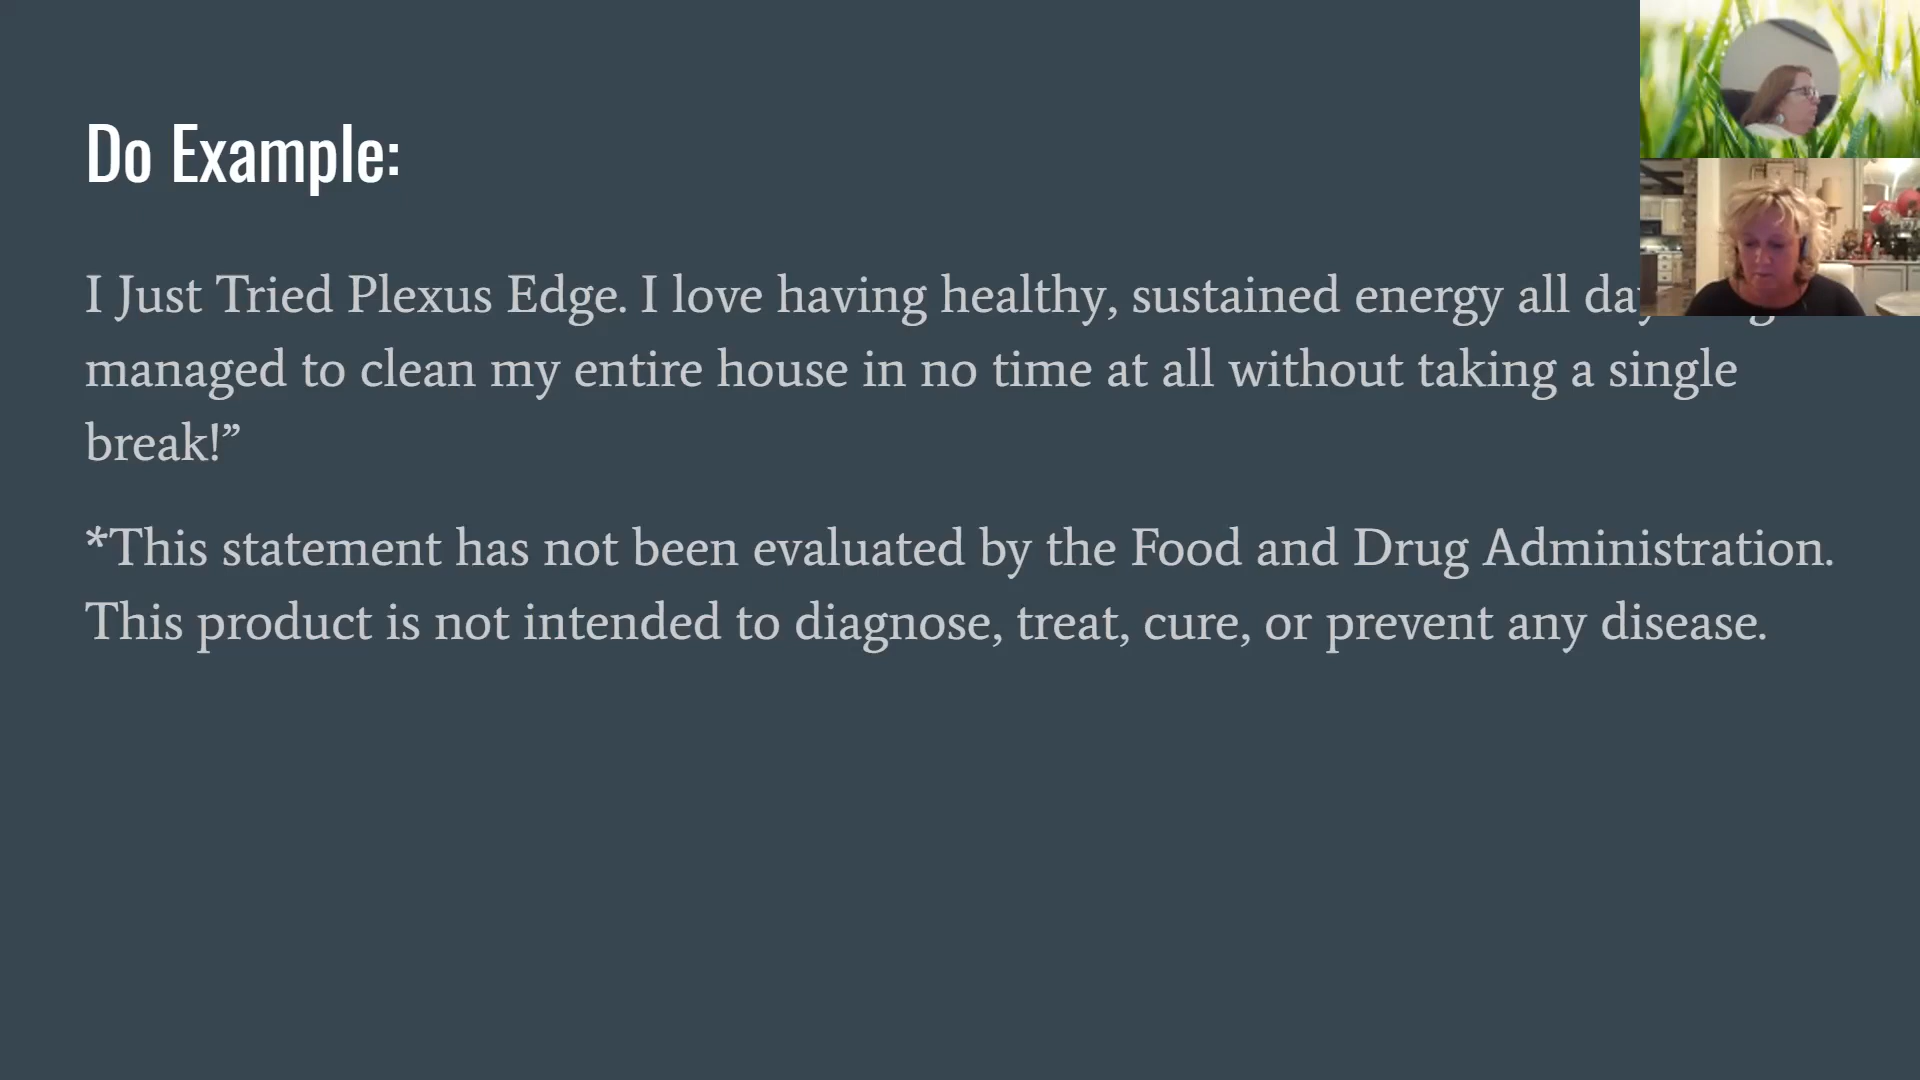 Do Example:
I Just Tried Plexus Edge. I love having healthy, sustained energy all day
managed to clean my entire house in no time at all without taking a single
break!”
*This statement has not been evaluated by the Food and Drug Administration.
This product is not intended to diagnose, treat, cure, or prevent any disease.